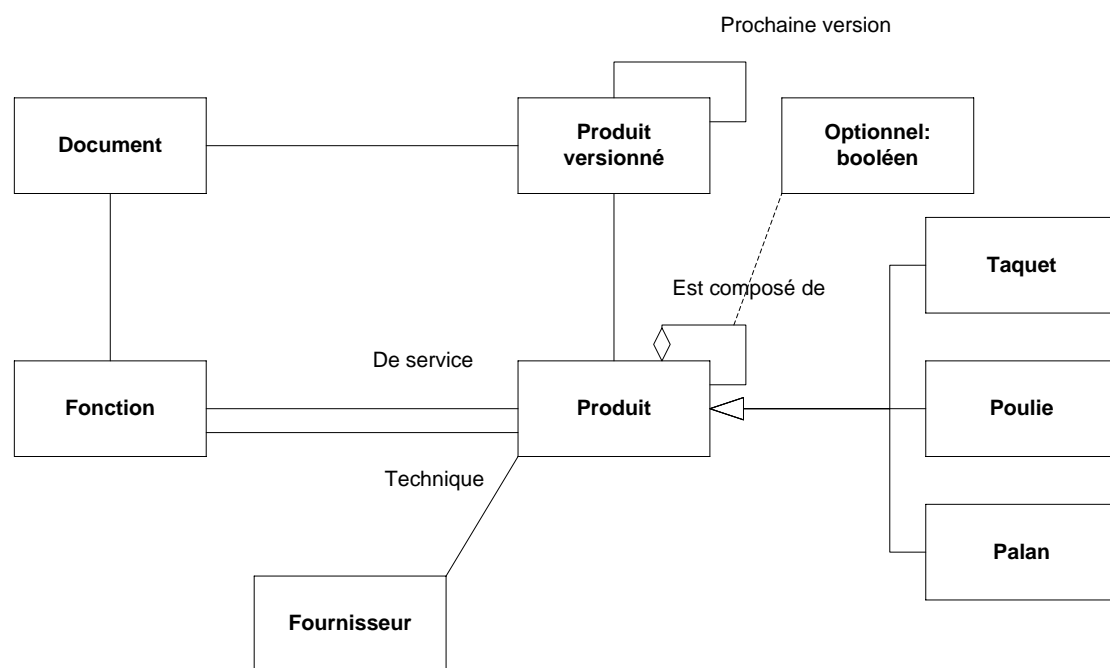 Prochaine version
Document
Produit
versionné
Optionnel:
booléen
Taquet
Est composé de
De service
Fonction
Produit
Poulie
Technique
Palan
Fournisseur